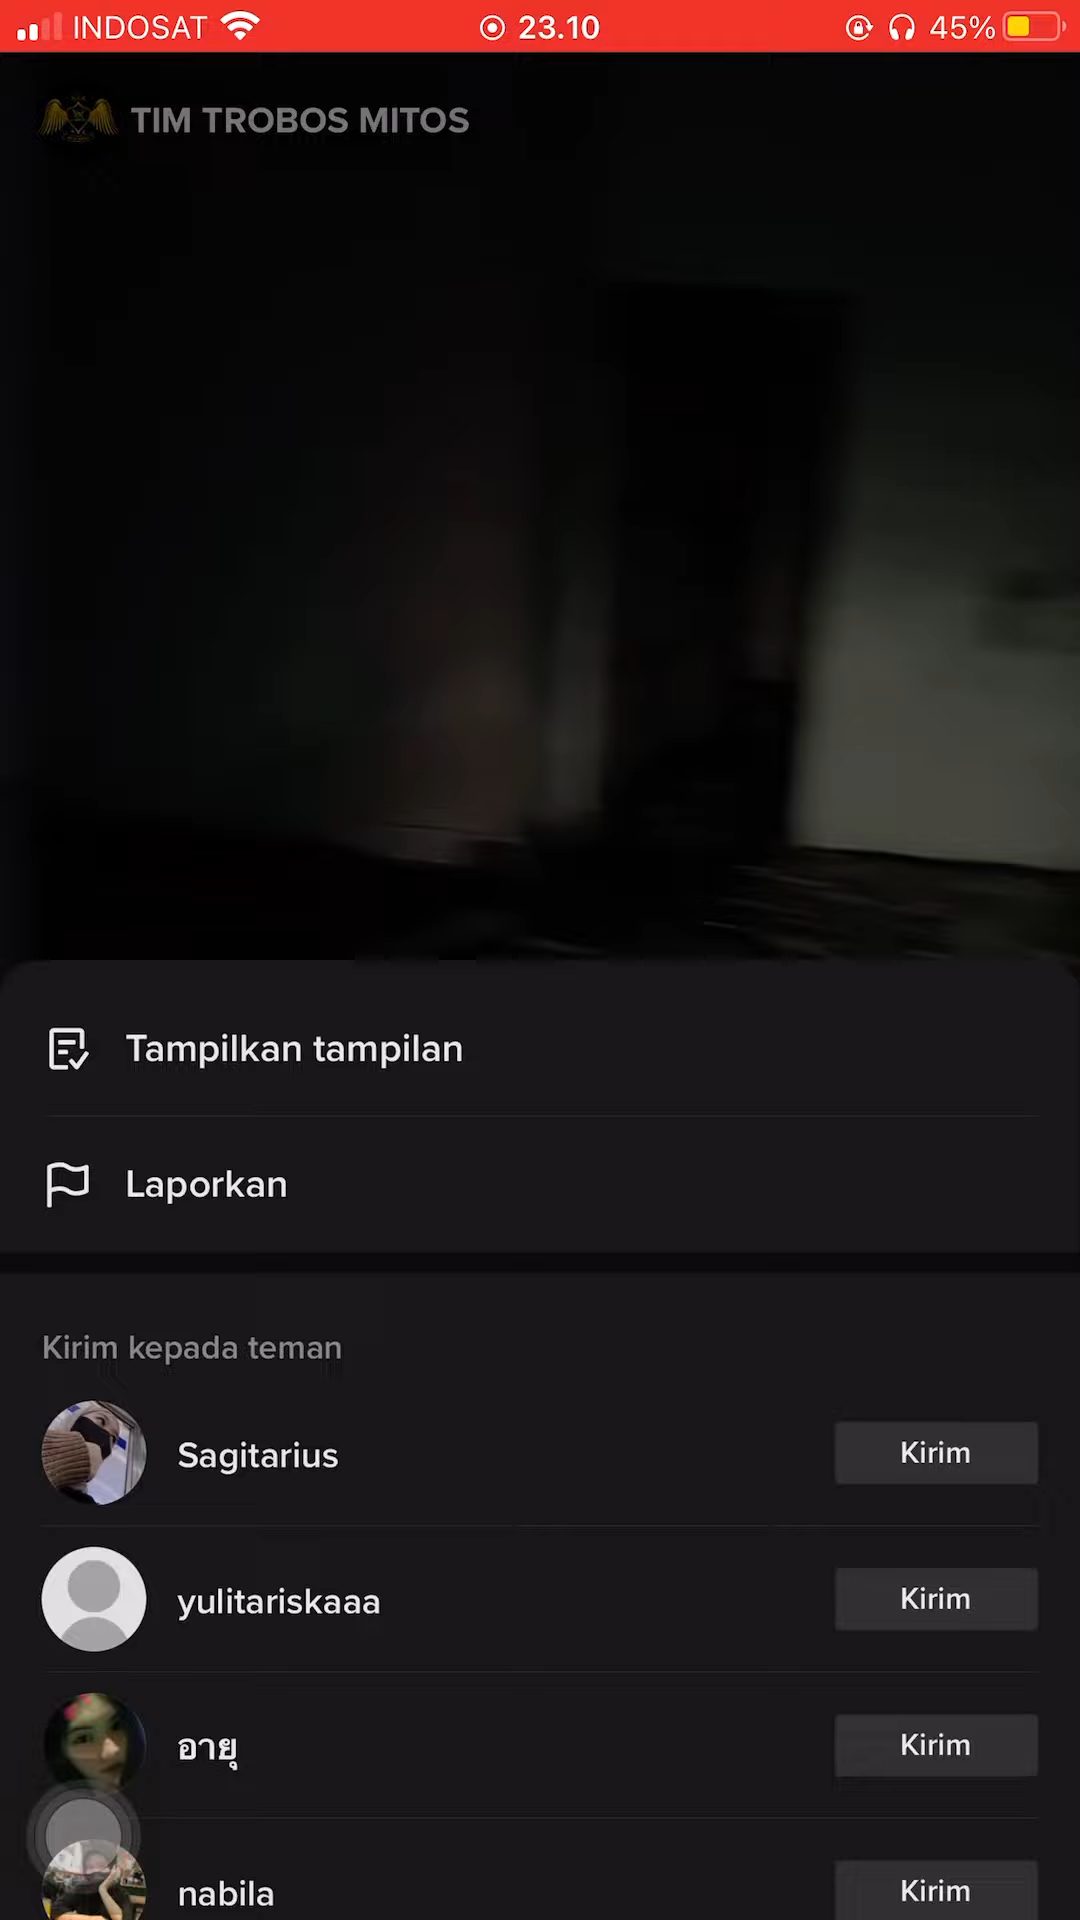 INDOSAT 23.10 45%
TIM TROBOS MITOS
Tampilkan tampilan
Laporkan
Kirim kepada teman
Sagitarius Kirim
yulitariskaaa Kirim
อายุ Kirim
nabila Kirim